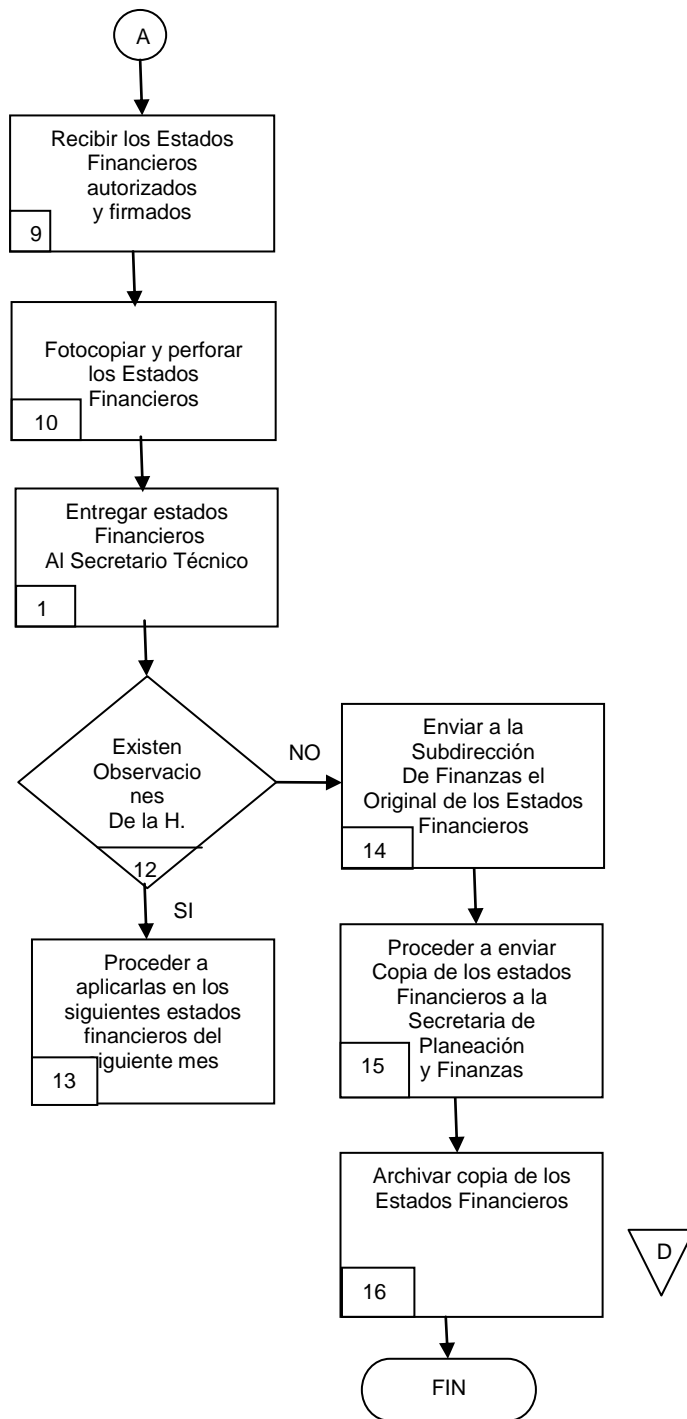 A
Recibir los Estados
Financieros
autorizados
y firmados
9
Fotocopiar y perforar
los Estados
Financieros
10
Entregar estados
Financieros
Al Secretario Técnico
1
Existen
Observacio
nes
De la H.
12
NO
SI
Enviar a la
Subdirección
De Finanzas el
Original de los Estados
Financieros
14
Proceder a
aplicarlas en los
siguientes estados
financieros del
siguiente mes
13
Proceder a enviar
Copia de los estados
Financieros a la
Secretaria de
Planeación
y Finanzas
15
Archivar copia de los
Estados Financieros
16
D
FIN